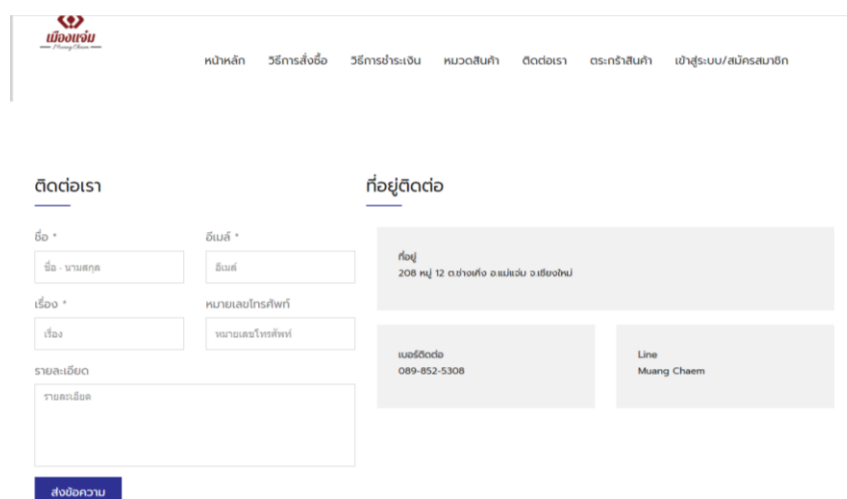 เมืองแจ่ม
Muang Chaem
หน้าหลัก วิธีการสั่งซื้อ วิธีการชำระเงิน หมวดสินค้า ติดต่อเรา ตระกร้าสินค้า เข้าสู่ระบบ/สมัครสมาชิก
ติดต่อเรา
ชื่อ * อีเมล์ *
ชื่อ - นามสกุล อีเมล์
เรื่อง * หมายเลขโทรศัพท์
เรื่อง หมายเลขโทรศัพท์
รายละเอียด
รายละเอียด
ส่งข้อความ
ที่อยู่ติดต่อ
ที่อยู่
208 หมู่ 12 ต.ช่างเคิ่ง อ.แม่แจ่ม จ.เชียงใหม่
เบอร์ติดต่อ
089-852-5308
Line
Muang Chaem